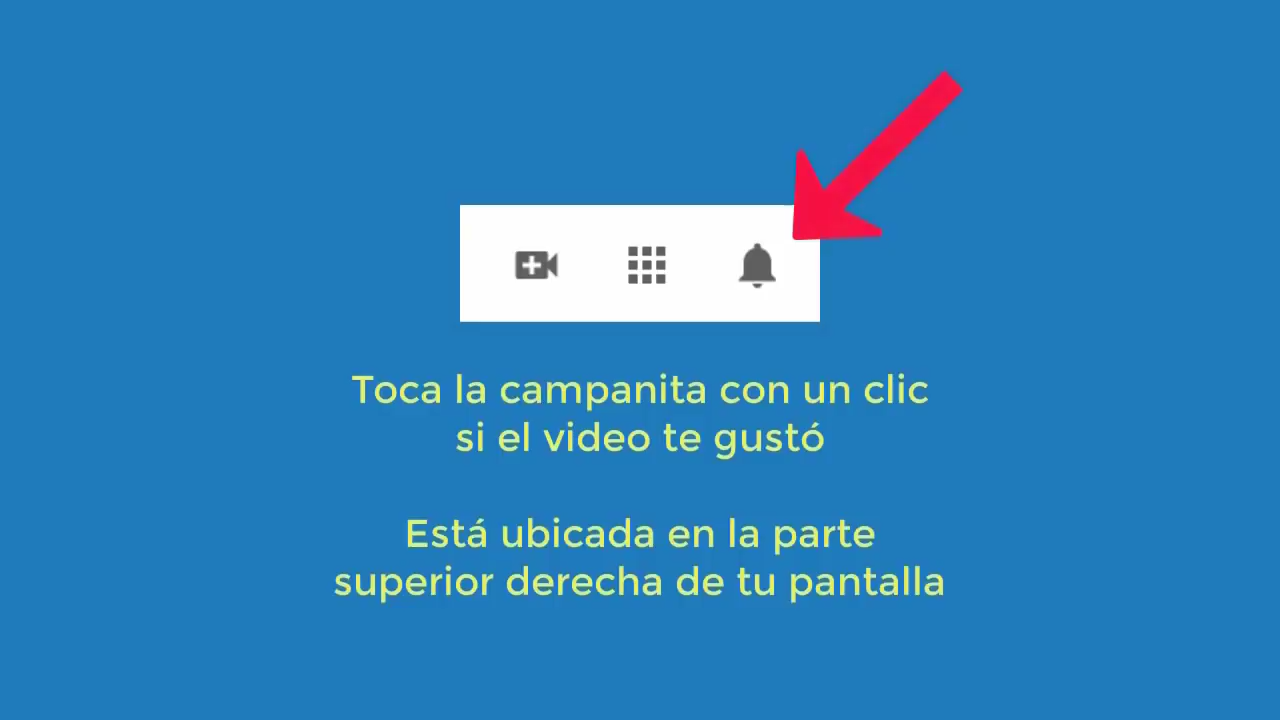 Toca la campanita con un clic
si el video te gustó
Está ubicada en la parte
superior derecha de tu pantalla